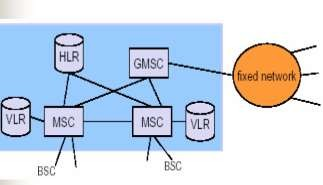 HLR
GMSC
fixed network
VLR
MSC
MSC
VLR
BSC
BSC